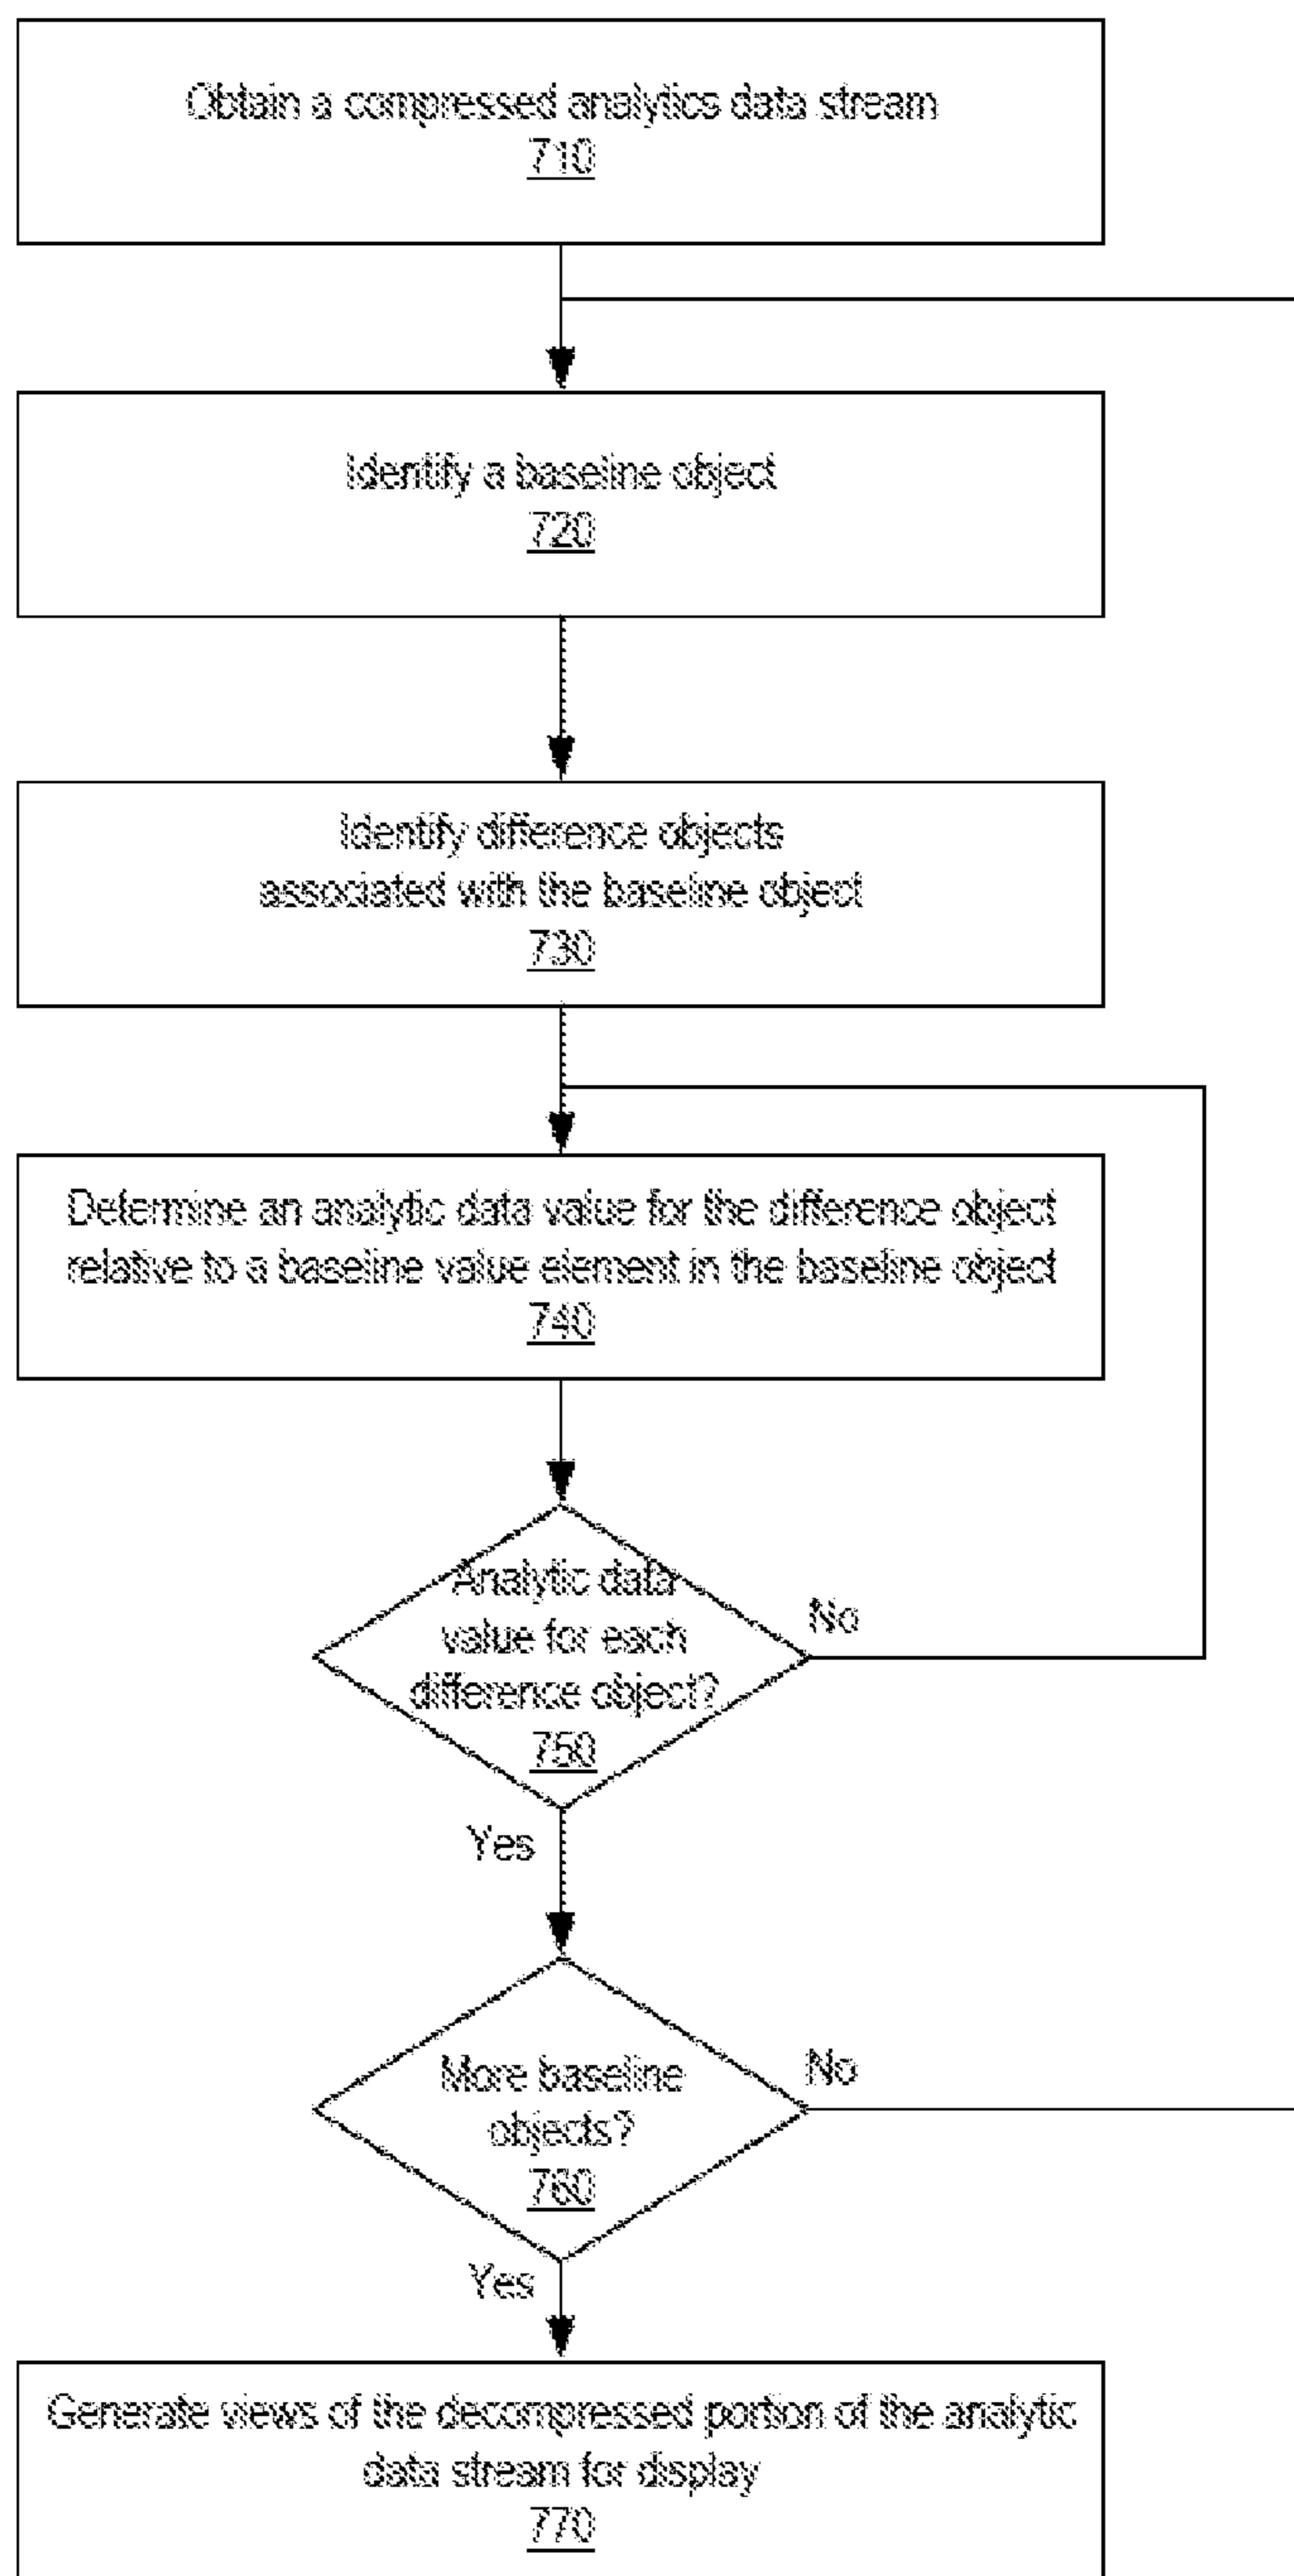 Obtain a compressed analytics data stream
710
Identify a baseline object
720
Identify difference objects
associated with the baseline object
730
Determine an analytic data value for the difference object
relative to a baseline value element in the baseline object
740
Analytic data
value for each
difference object?
750
No
Yes
More baseline
objects?
760
No
Yes
Generate views of the decompressed portion of the analytic
data stream for display
770